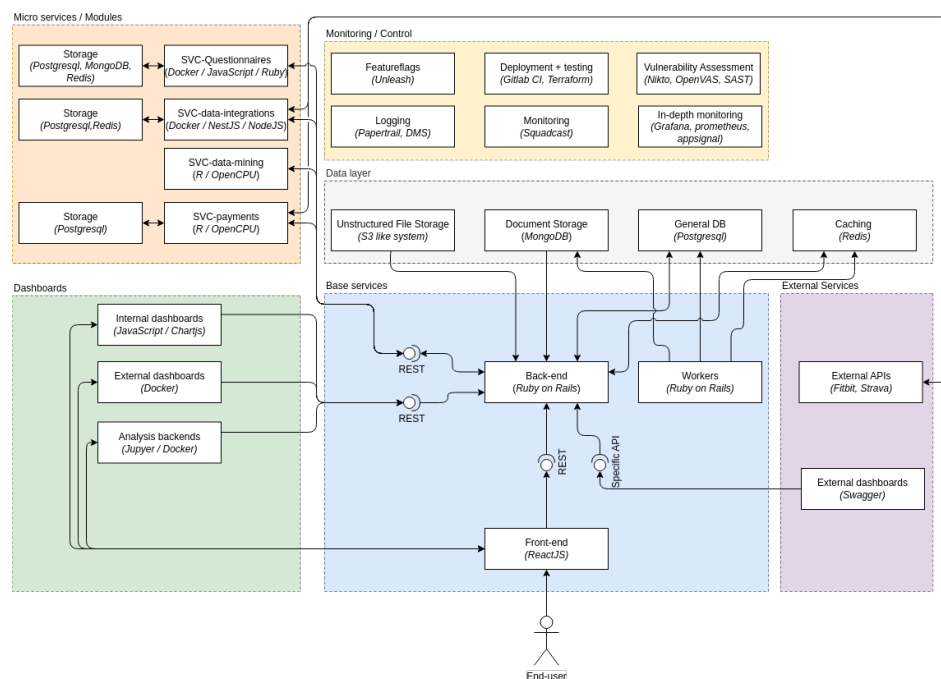 Micro services / Modules
Storage
(Postgresql, MongoDB,
Redis)
SVC-Questionnaires
(Docker / JavaScript / Ruby)
Storage
(Postgresql,Redis)
SVC-data-integrations
(Docker / NestJS / NodeJS)
SVC-data-mining
(R / OpenCPU)
Storage
(Postgresql)
SVC-payments
(R / OpenCPU)
Monitoring / Control
Featureflags
(Unleash)
Deployment + testing
(Gitlab CI, Terraform)
Vulnerability Assessment
(Nikto, OpenVAS, SAST)
Logging
(Papertrail, DMS)
Monitoring
(Squadcast)
In-depth monitoring
(Grafana, prometheus,
appsignal)
Data layer
Unstructured File Storage
(S3 like system)
Document Storage
(MongoDB)
General DB
(Postgresql)
Caching
(Redis)
Dashboards
Internal dashboards
(JavaScript / Chartjs)
External dashboards
(Docker)
Analysis backends
(Jupyer / Docker)
Base services
REST
REST
Back-end
(Ruby on Rails)
Workers
(Ruby on Rails)
REST
Specific API
Front-end
(ReactJS)
External Services
External APIs
(Fitbit, Strava)
External dashboards
(Swagger)
End-user